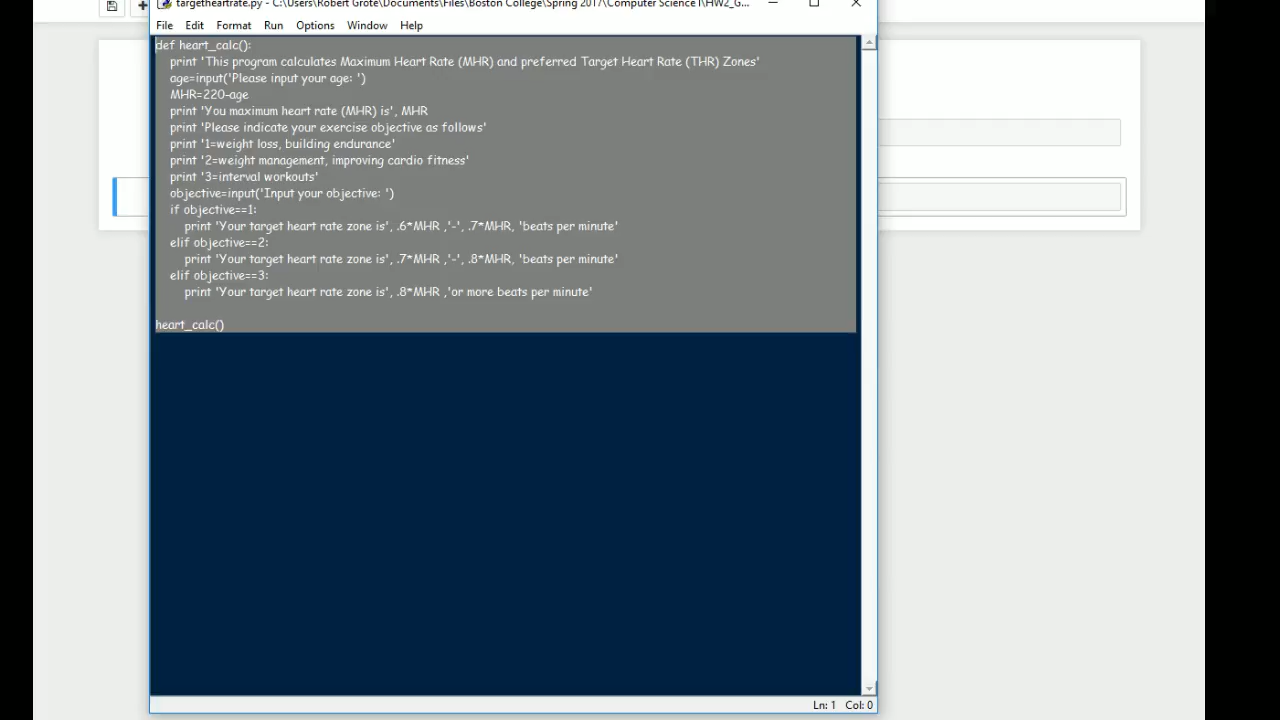 targetheartrate.py - C:\Users\Robert Grote\Documents\Files\Boston College\Spring 2017\Computer Science I\HW2_G...
File Edit Format Run Options Window Help
def heart_calc():
    print 'This program calculates Maximum Heart Rate (MHR) and preferred Target Heart Rate (THR) Zones'
    age=input('Please input your age: ')
    MHR=220-age
    print 'You maximum heart rate (MHR) is', MHR
    print 'Please indicate your exercise objective as follows'
    print '1=weight loss, building endurance'
    print '2=weight management, improving cardio fitness'
    print '3=interval workouts'
    objective=input('Input your objective: ')
    if objective==1:
        print 'Your target heart rate zone is', .6*MHR ,'-', .7*MHR, 'beats per minute'
    elif objective==2:
        print 'Your target heart rate zone is', .7*MHR ,'-', .8*MHR, 'beats per minute'
    elif objective==3:
        print 'Your target heart rate zone is', .8*MHR ,'or more beats per minute'
heart_calc()
Ln: 1 Col: 0